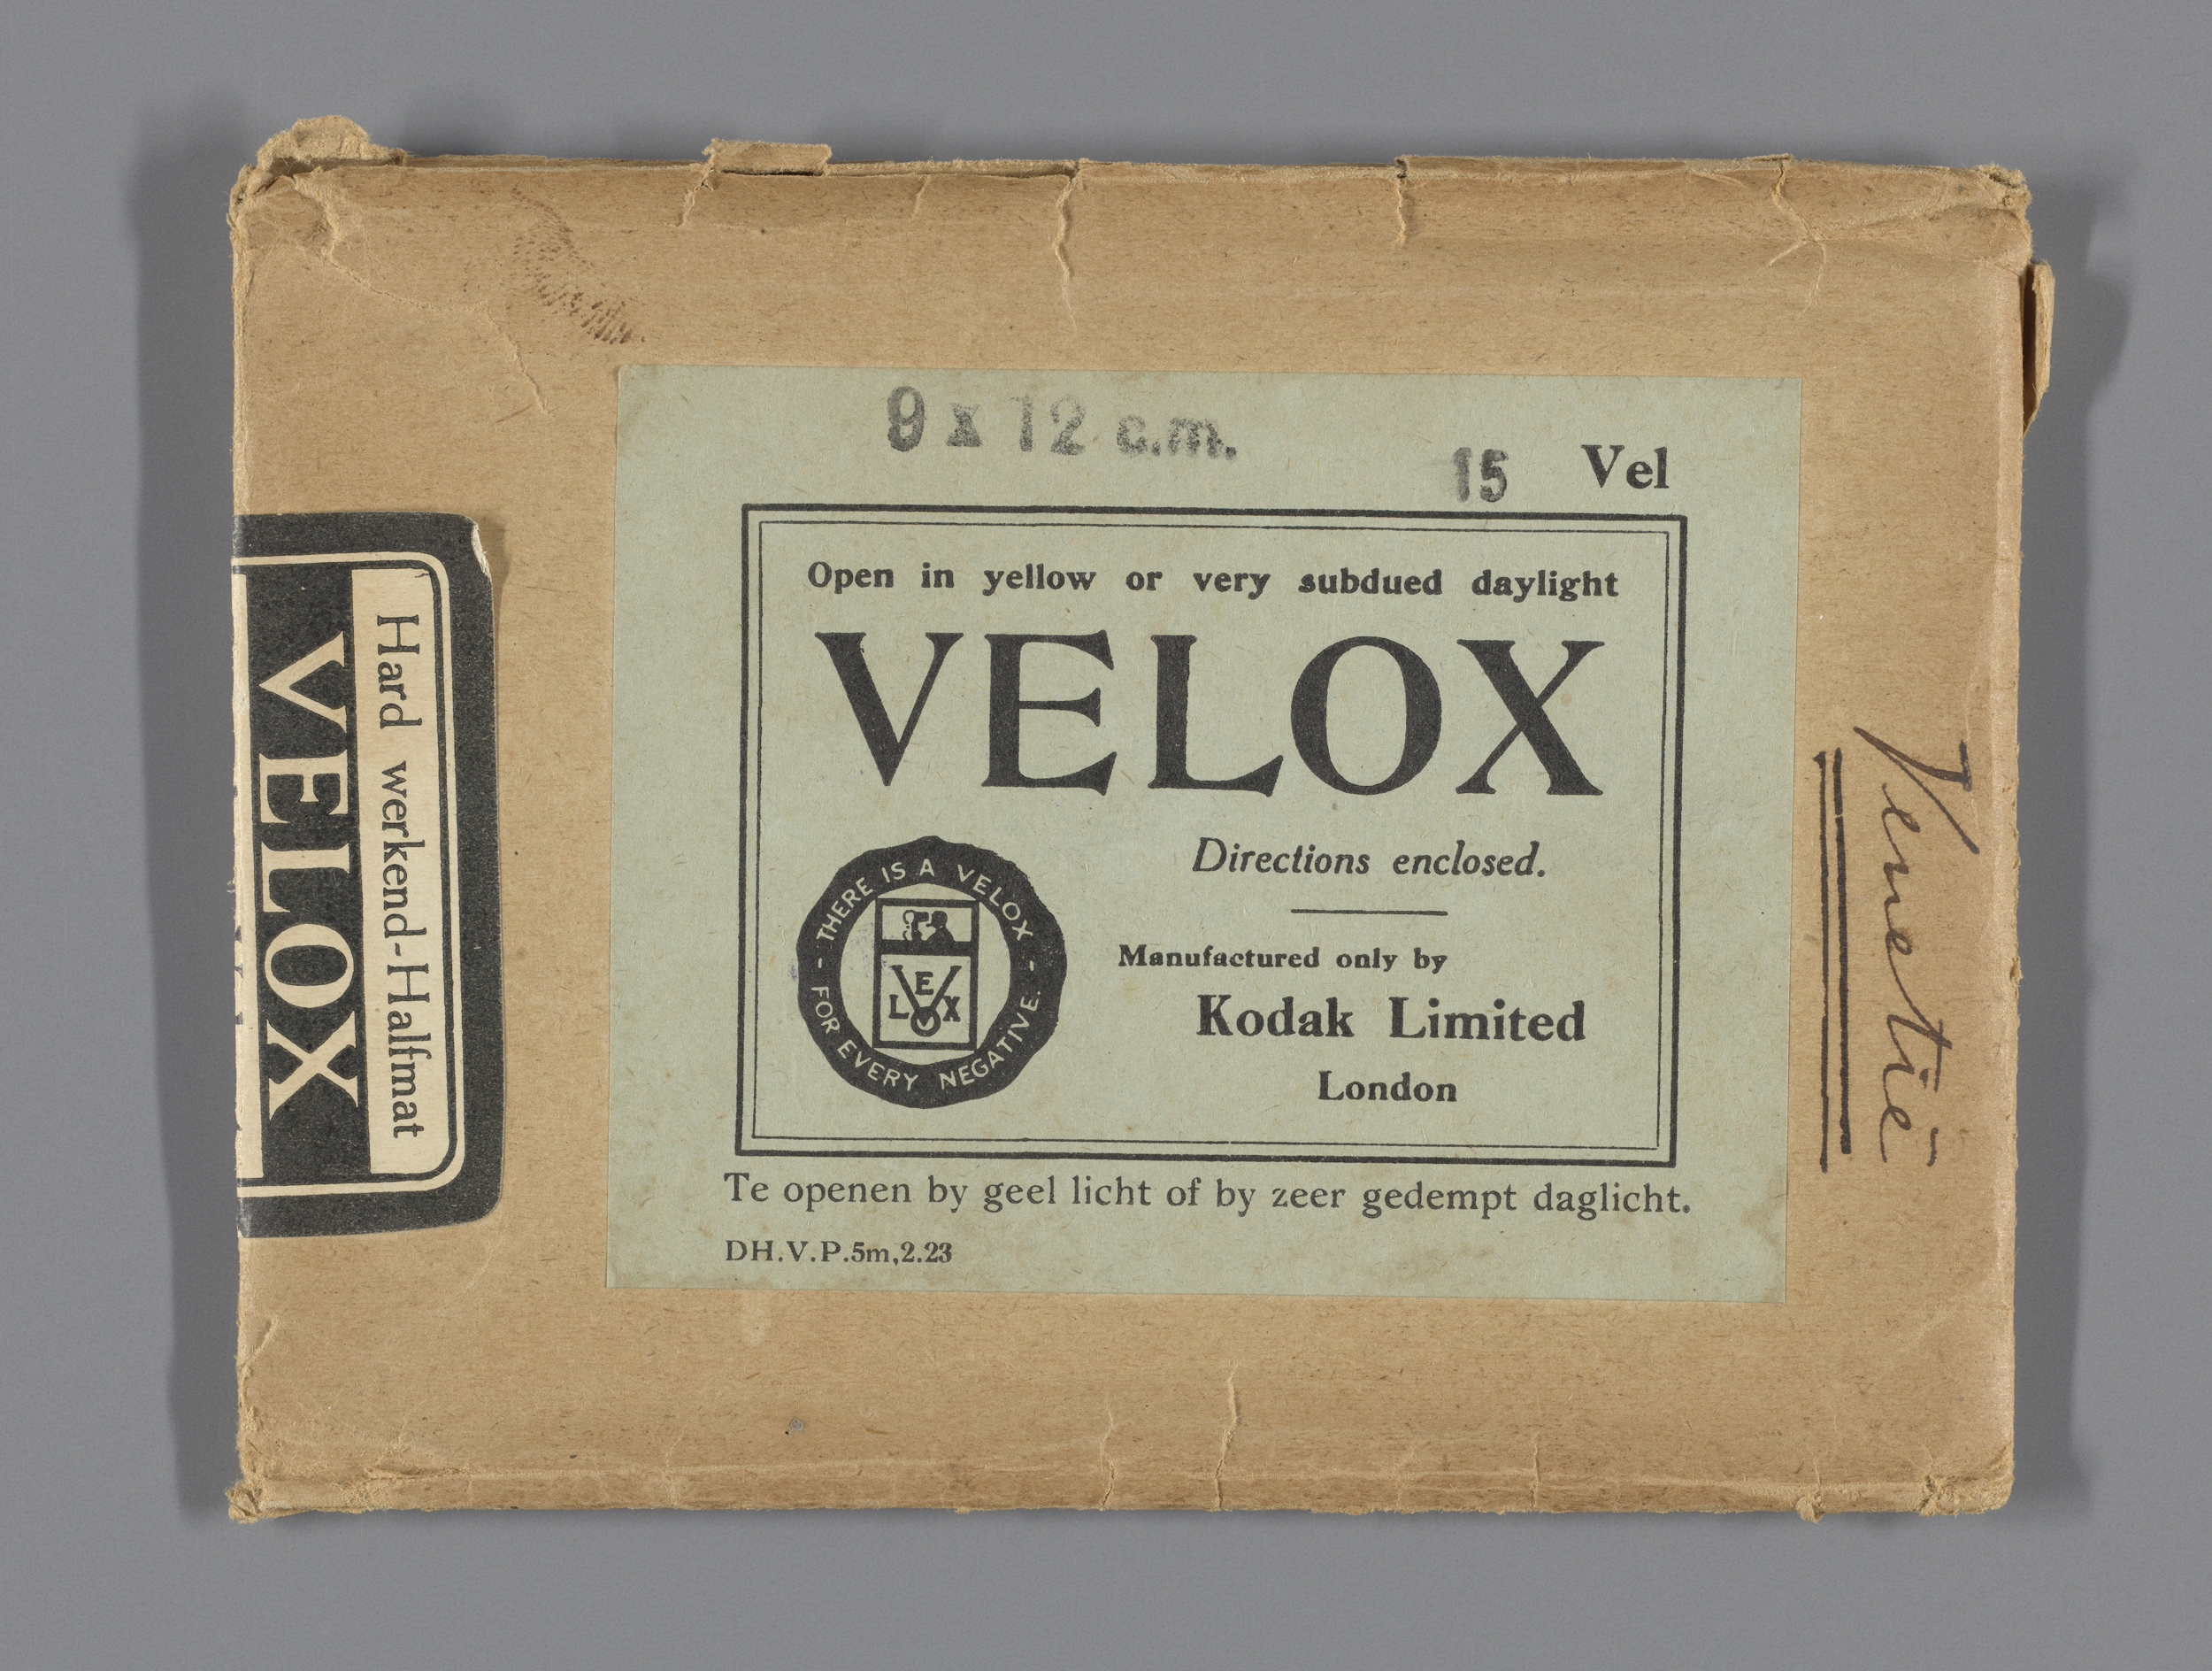 9 x 12 c.m.
15 Vel
Open in yellow or very subdued daylight
VELOX
Directions enclosed.
THERE IS A VELOX
- FOR EVERY NEGATIVE. -
VELOX
Manufactured only by
Kodak Limited
London
Te openen by geel licht of by zeer gedempt daglicht.
DH.V.P.5m,2.23
Hard werkend-Halfmat
VELOX
Venetië